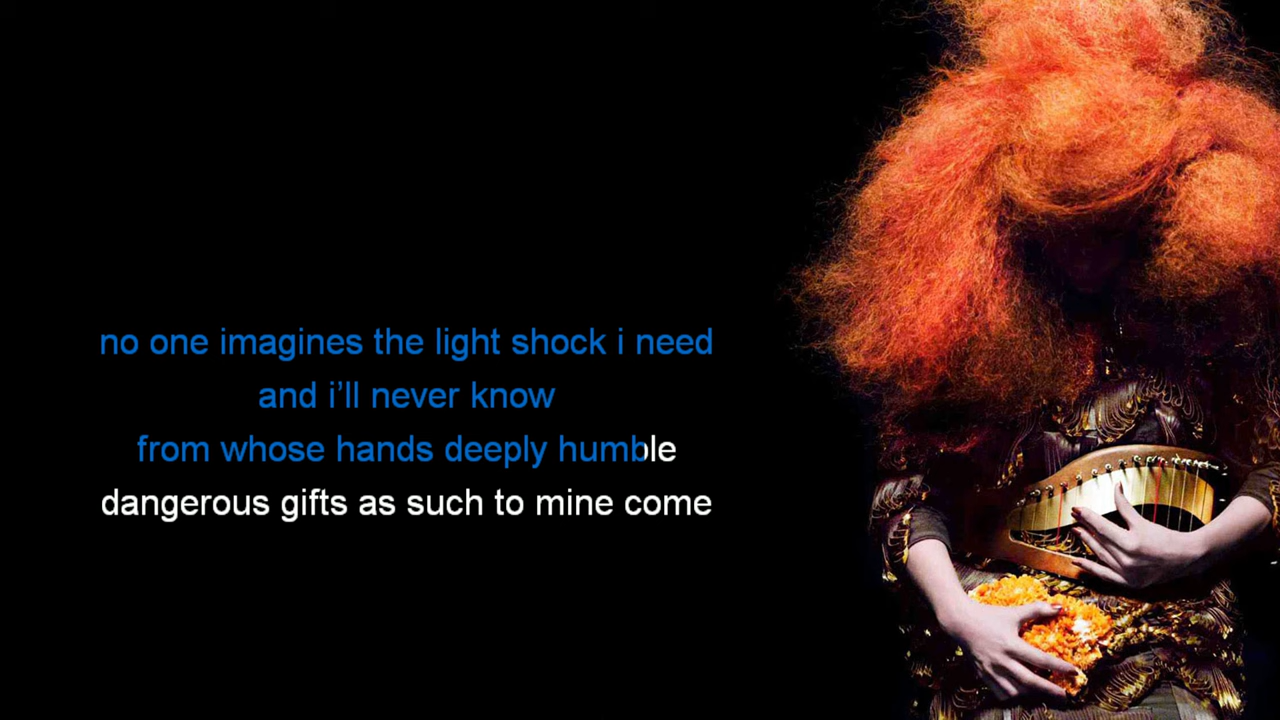 no one imagines the light shock i need
and i’ll never know
from whose hands deeply humble
dangerous gifts as such to mine come